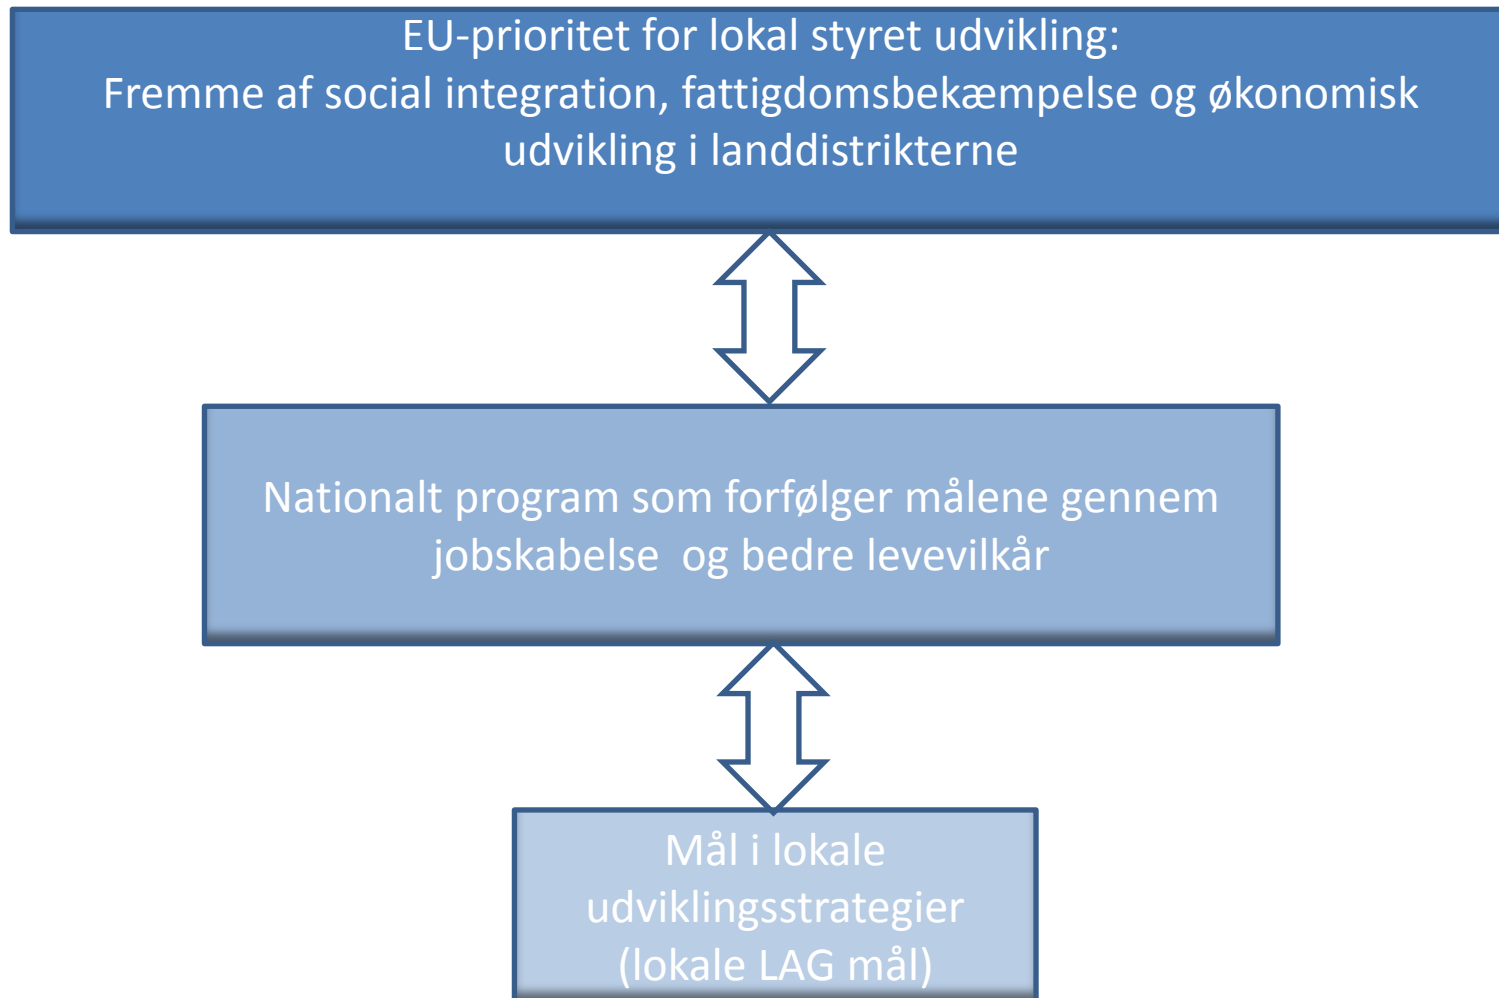 EU-prioritet for lokal styret udvikling:
Fremme af social integration, fattigdomsbekæmpelse og økonomisk
udvikling i landdistrikterne
Nationalt program som forfølger målene gennem
jobskabelse  og bedre levevilkår
Mål i lokale
udviklingsstrategier
(lokale LAG mål)